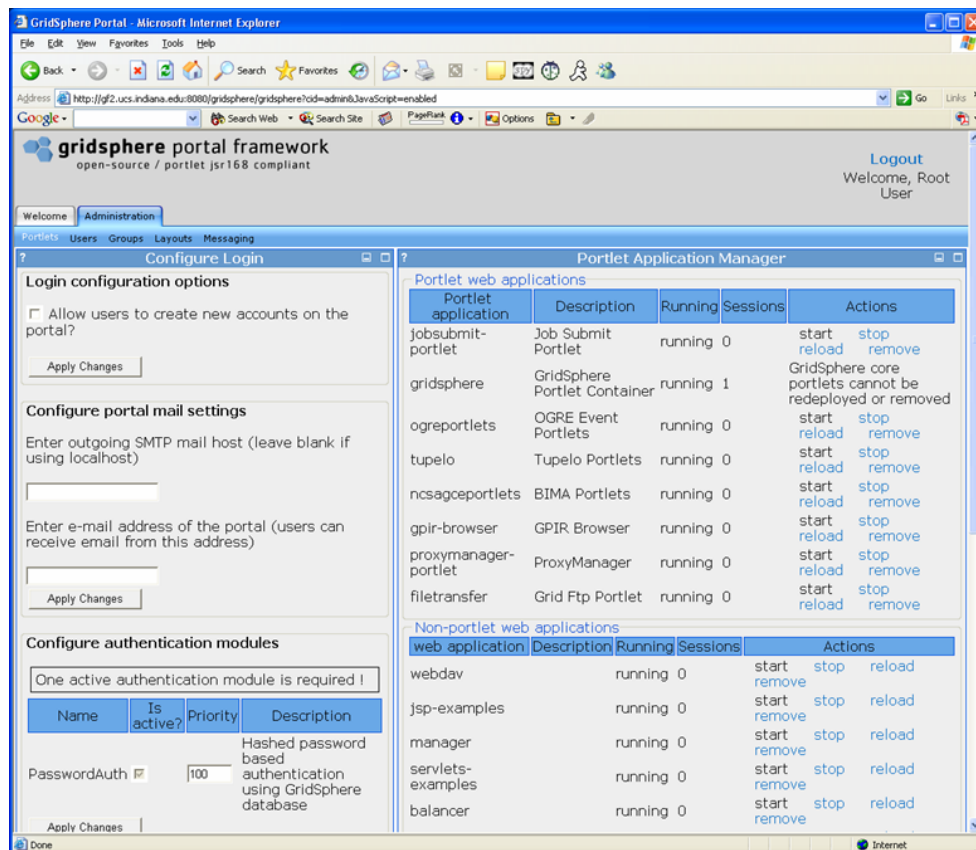 GridSphere Portal - Microsoft Internet Explorer
File Edit View Favorites Tools Help
Back Search Favorites
Address http://gf2.ucs.indiana.edu:8080/gridsphere/gridsphere?cid=admin&JavaScript=enabled Go Links
Google Search Web Search Site PageRank Options
gridsphere portal framework
open-source / portlet jsr168 compliant
Logout
Welcome, Root
User
Welcome Administration
Portlets Users Groups Layouts Messaging
? Configure Login
Login configuration options
Allow users to create new accounts on the
portal?
Apply Changes
Configure portal mail settings
Enter outgoing SMTP mail host (leave blank if
using localhost)
Enter e-mail address of the portal (users can
receive email from this address)
Apply Changes
Configure authentication modules
One active authentication module is required !
Name Is active? Priority Description
PasswordAuth 100 Hashed password
based
authentication
using GridSphere
database
Apply Changes
? Portlet Application Manager
Portlet web applications
Portlet application Description Running Sessions Actions
jobsubmit-portlet Job Submit Portlet running 0 start stop reload remove
gridsphere GridSphere Portlet Container running 1 GridSphere core portlets cannot be redeployed or removed
ogreportlets OGRE Event Portlets running 0 start stop reload remove
tupelo Tupelo Portlets running 0 start stop reload remove
ncsagceportlets BIMA Portlets running 0 start stop reload remove
gpir-browser GPIR Browser running 0 start stop reload remove
proxymanager-portlet ProxyManager running 0 start stop reload remove
filetransfer Grid Ftp Portlet running 0 start stop reload remove
Non-portlet web applications
web application Description Running Sessions Actions
webdav running 0 start stop reload remove
jsp-examples running 0 start stop reload remove
manager running 0 start stop reload remove
servlets-examples running 0 start stop reload remove
balancer running 0 start stop reload remove
Done Internet